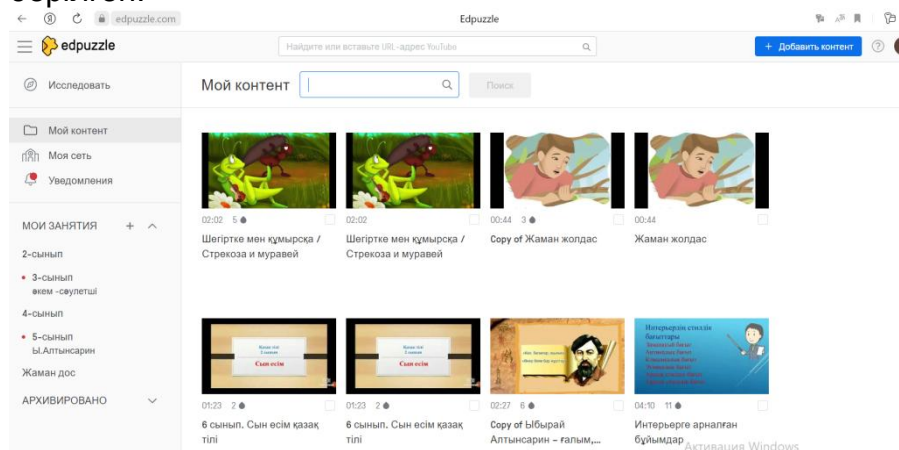 edpuzzle.com
Edpuzzle
edpuzzle
Найдите или вставьте URL-адрес YouTube
+ Добавить контент
Исследовать
Мой контент
Поиск
Мой контент
Моя сеть
Уведомления
МОИ ЗАНЯТИЯ
2-сынып
3-сынып
әкем -сәулетші
4-сынып
5-сынып
Ы.Алтынсарин
Жаман дос
АРХИВИРОВАНО
02:02 5
Шегіртке мен құмырсқа /
Стрекоза и муравей
02:02
Шегіртке мен құмырсқа /
Стрекоза и муравей
00:44 3
Copy of Жаман жолдас
00:44
Жаман жолдас
Сын есім
01:23 2
6 сынып. Сын есім қазақ
тілі
Сын есім
01:23 2
6 сынып. Сын есім қазақ
тілі
02:27 6
Copy of Ыбырай
Алтынсарин – ғалым,...
Интерьердің стилдік
бағыттары
04:10 11
Интерьерге арналған
бұйымдар
Активация Windows